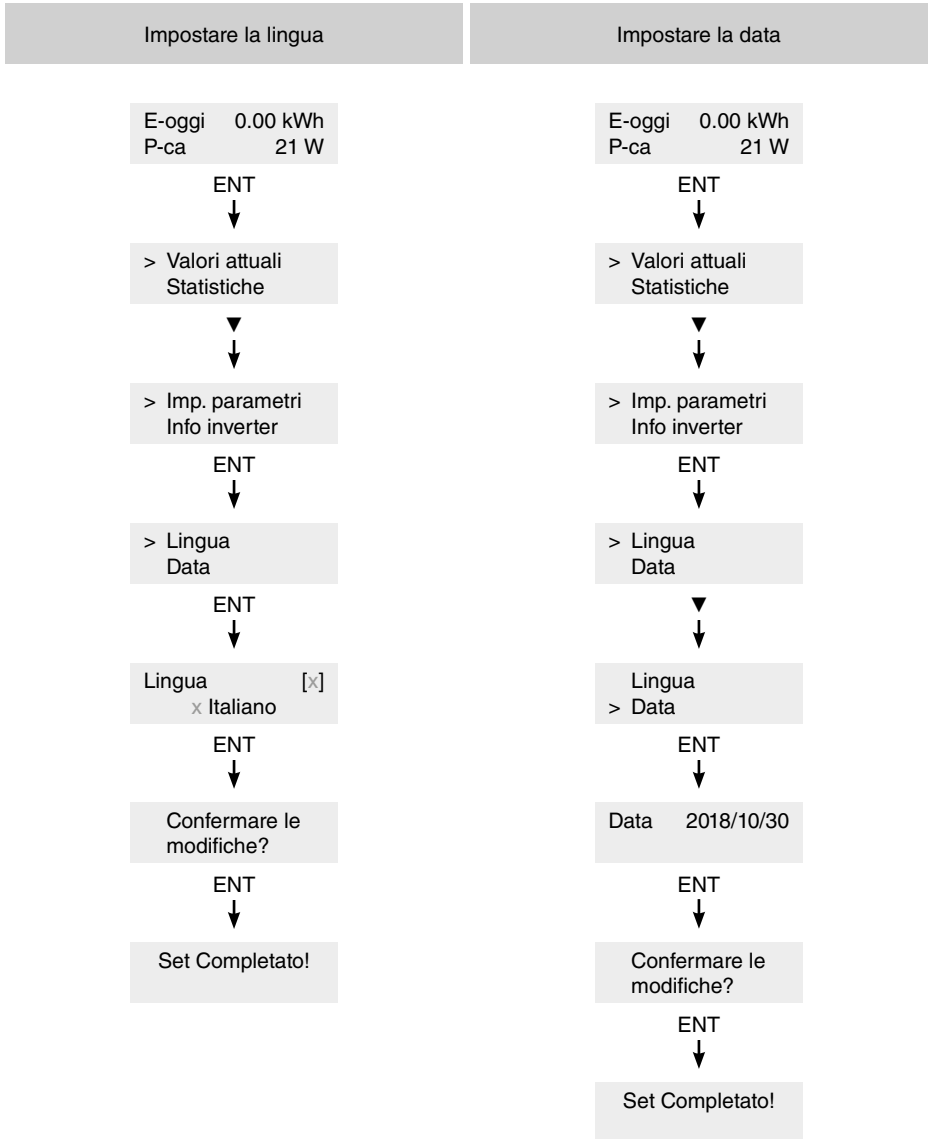 Impostare la lingua
E-oggi 0.00 kWh
P-ca 21 W
ENT
> Valori attuali
Statistiche
▼
> Imp. parametri
Info inverter
ENT
> Lingua
Data
ENT
Lingua [x]
x Italiano
ENT
Confermare le
modifiche?
ENT
Set Completato!
Impostare la data
E-oggi 0.00 kWh
P-ca 21 W
ENT
> Valori attuali
Statistiche
▼
> Imp. parametri
Info inverter
ENT
> Lingua
Data
▼
Lingua
> Data
ENT
Data 2018/10/30
ENT
Confermare le
modifiche?
ENT
Set Completato!